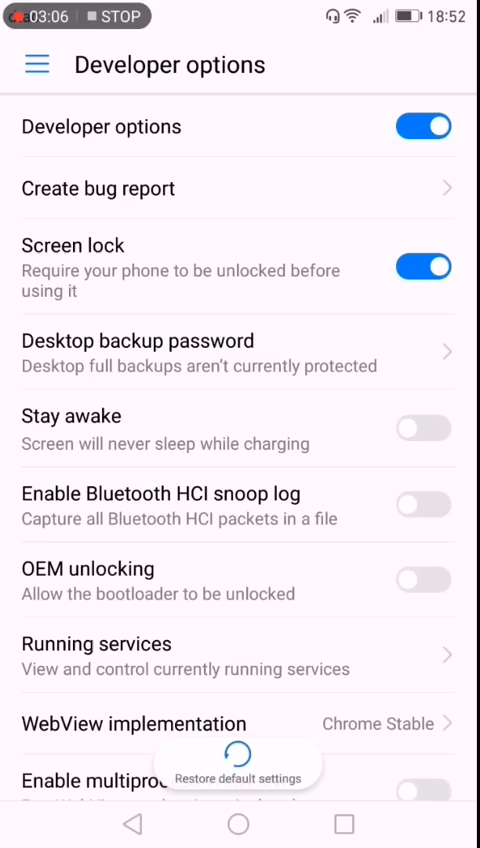 03:06 STOP 18:52
Developer options
Developer options
Create bug report
Screen lock
Require your phone to be unlocked before
using it
Desktop backup password
Desktop full backups aren't currently protected
Stay awake
Screen will never sleep while charging
Enable Bluetooth HCI snoop log
Capture all Bluetooth HCI packets in a file
OEM unlocking
Allow the bootloader to be unlocked
Running services
View and control currently running services
WebView implementation Chrome Stable
Restore default settings
Enable